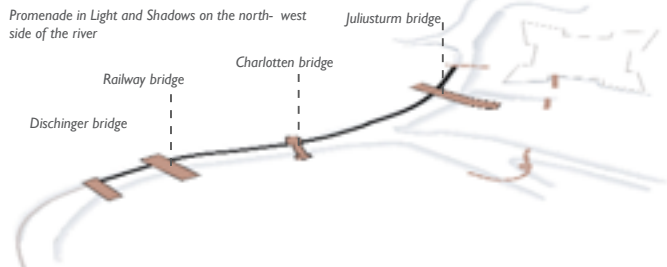 Promenade in Light and Shadows on the north- west
side of the river
Juliusturm bridge
Charlotten bridge
Railway bridge
Dischinger bridge